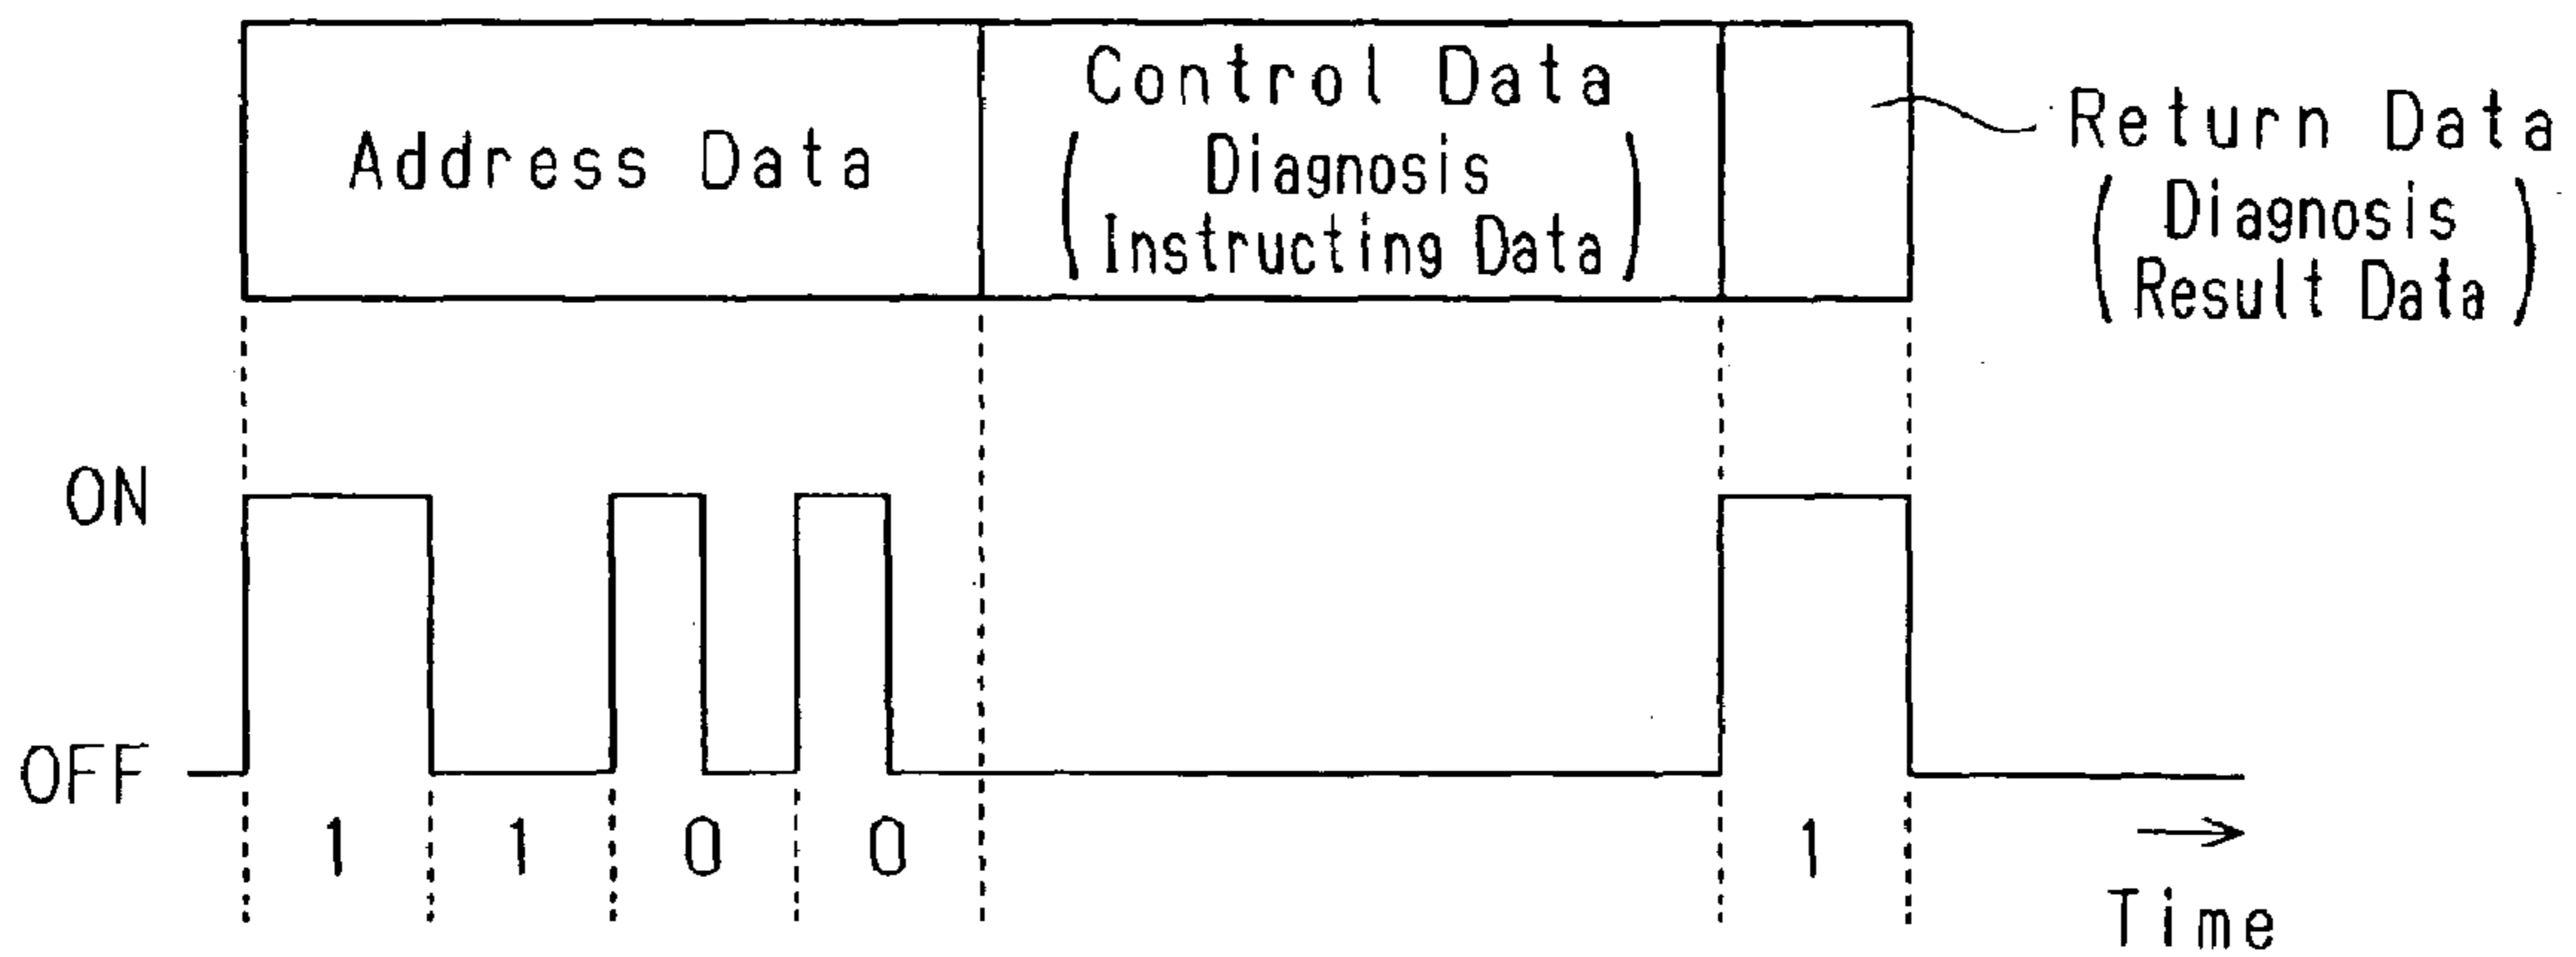 Address Data
Control Data
( Diagnosis
Instructing Data )
Return Data
( Diagnosis
Result Data )
ON
OFF
1 1 0 0 1
Time